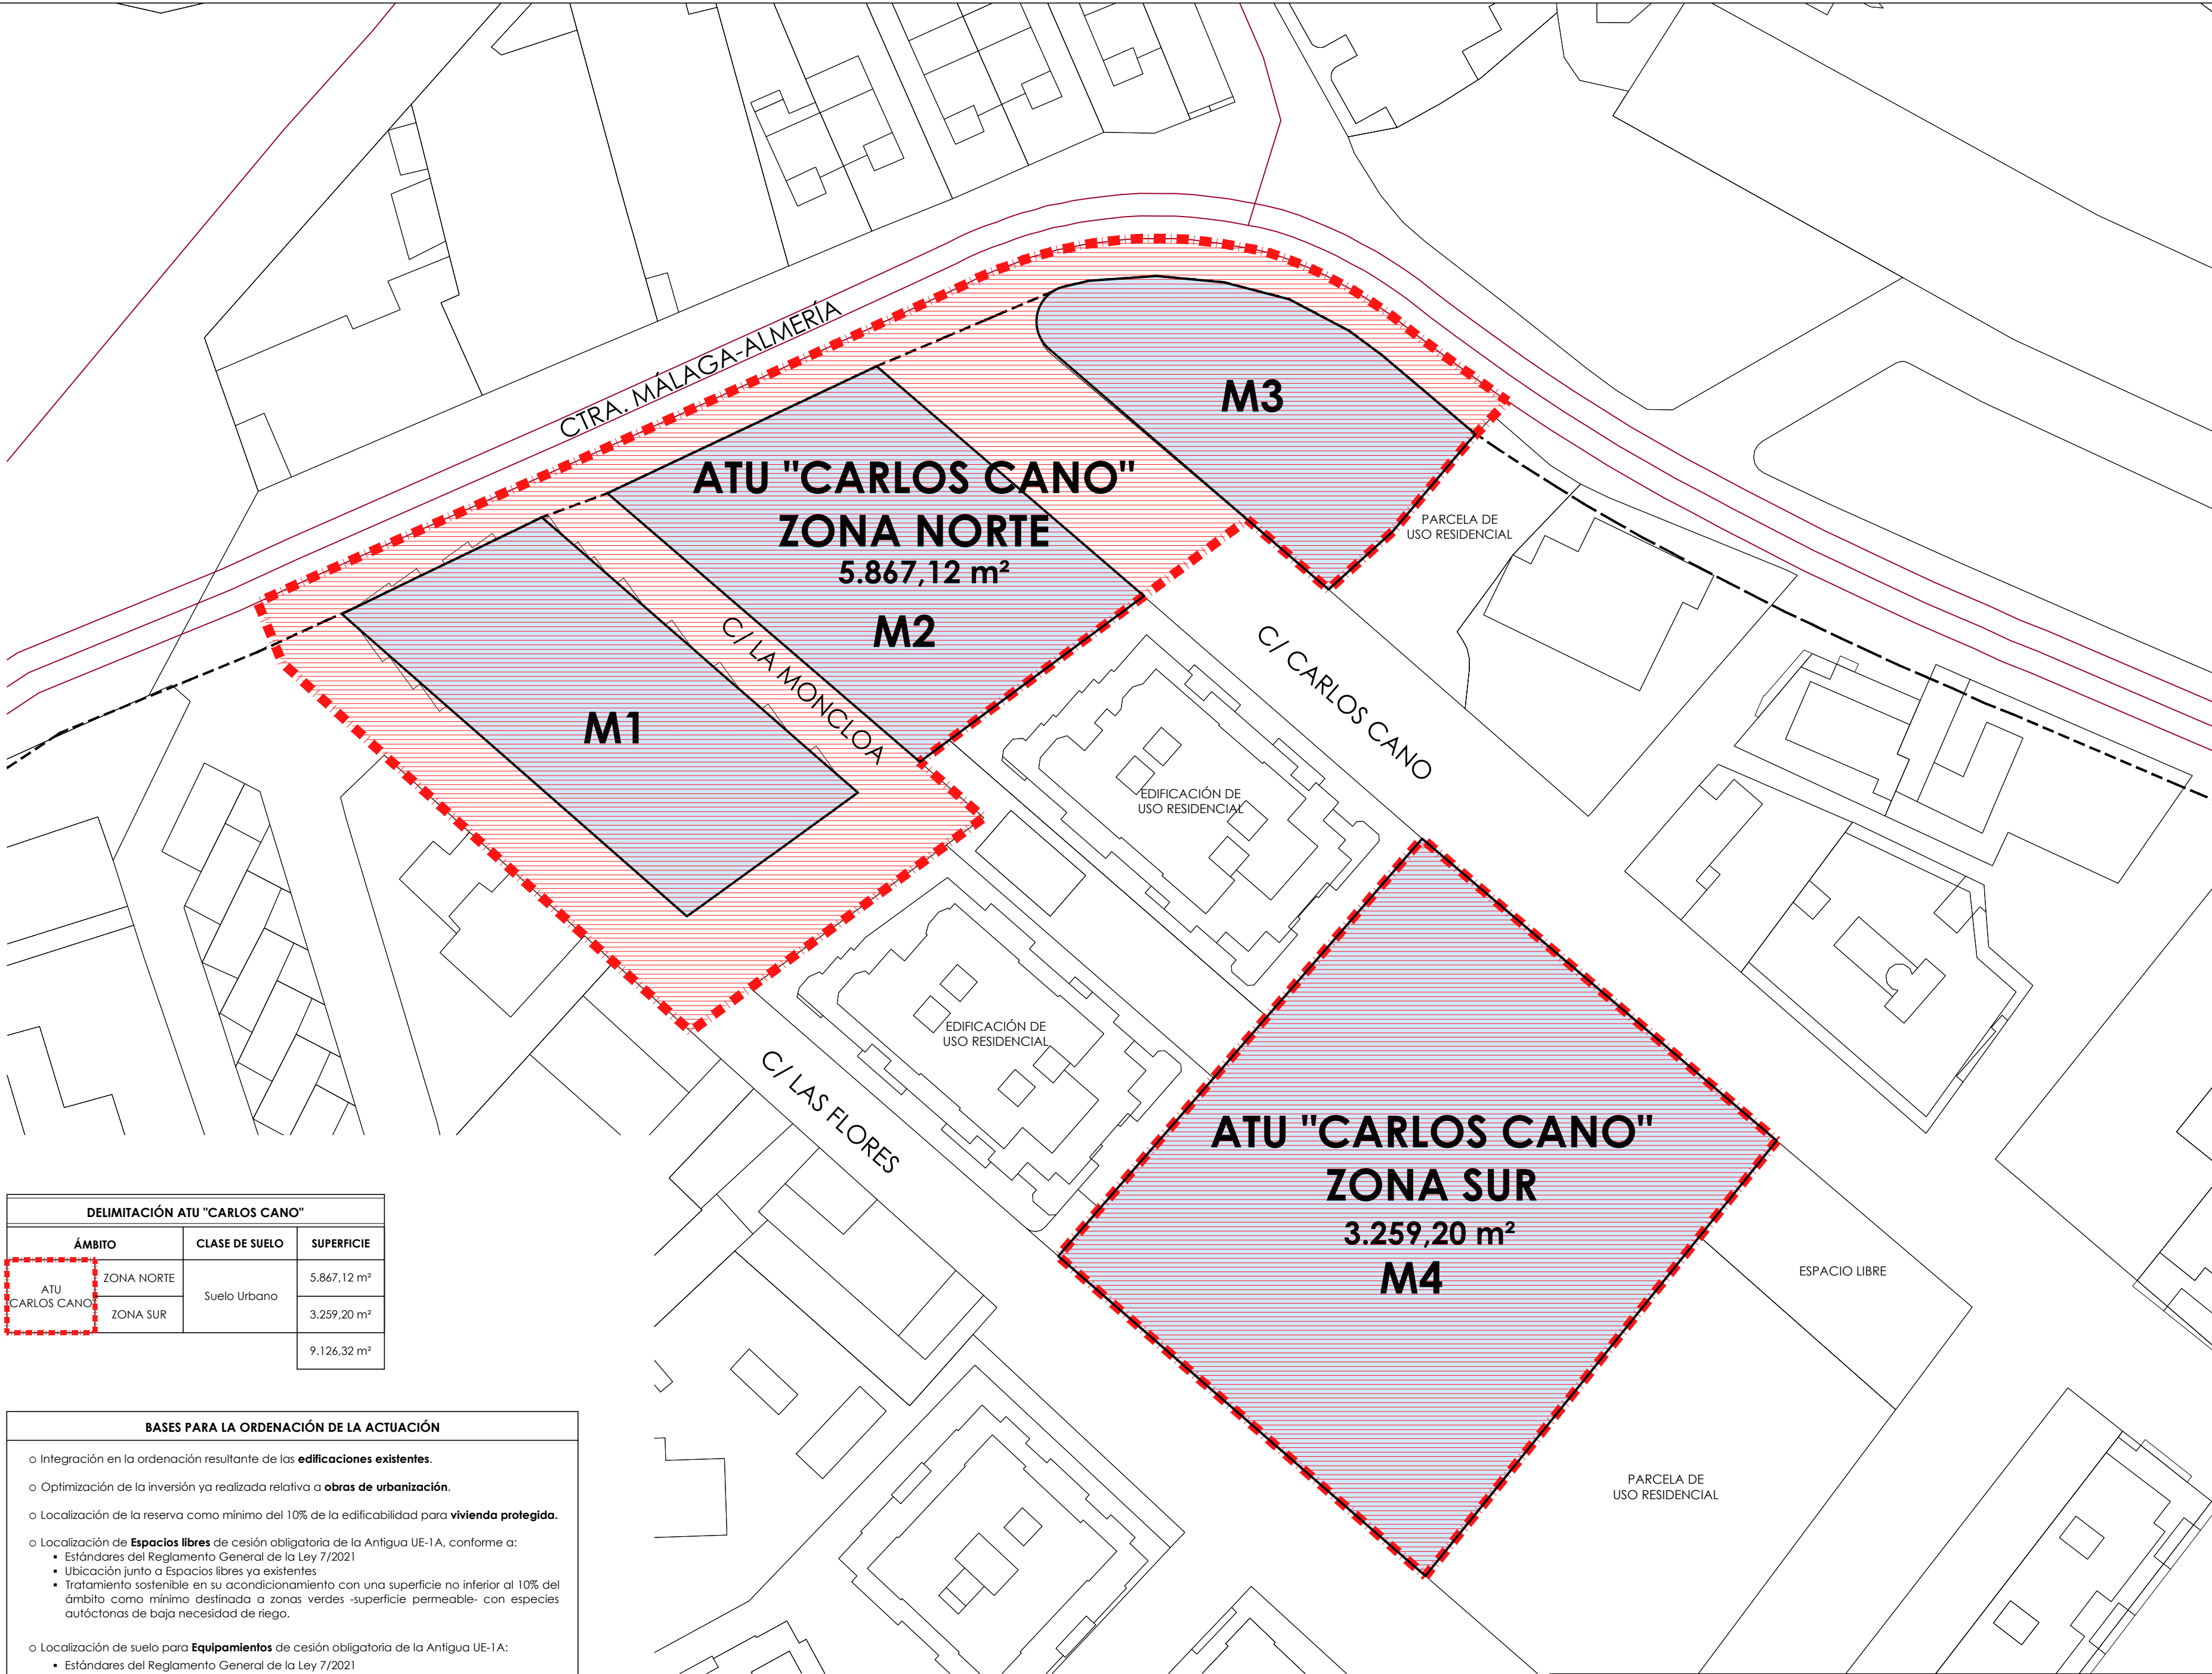 CTRA. MÁLAGA-ALMERÍA
M3
ATU "CARLOS CANO"
ZONA NORTE
5.867,12 m²
M2
PARCELA DE
USO RESIDENCIAL
C/ LA MONCLOA
M1
C/ CARLOS CANO
EDIFICACIÓN DE
USO RESIDENCIAL
EDIFICACIÓN DE
USO RESIDENCIAL
C/ LAS FLORES
ATU "CARLOS CANO"
ZONA SUR
3.259,20 m²
M4
ESPACIO LIBRE
PARCELA DE
USO RESIDENCIAL
DELIMITACIÓN ATU "CARLOS CANO"
ÁMBITO CLASE DE SUELO SUPERFICIE
ATU
CARLOS CANO
ZONA NORTE
Suelo Urbano
5.867,12 m²
ZONA SUR
3.259,20 m²
9.126,32 m²
BASES PARA LA ORDENACIÓN DE LA ACTUACIÓN
o Integración en la ordenación resultante de las edificaciones existentes.
o Optimización de la inversión ya realizada relativa a obras de urbanización.
o Localización de la reserva como mínimo del 10% de la edificabilidad para vivienda protegida.
o Localización de Espacios libres de cesión obligatoria de la Antigua UE-1A, conforme a:
▪ Estándares del Reglamento General de la Ley 7/2021
▪ Ubicación junto a Espacios libres ya existentes
▪ Tratamiento sostenible en su acondicionamiento con una superficie no inferior al 10% del
ámbito como mínimo destinada a zonas verdes -superficie permeable- con especies
autóctonas de baja necesidad de riego.
o Localización de suelo para Equipamientos de cesión obligatoria de la Antigua UE-1A:
▪ Estándares del Reglamento General de la Ley 7/2021